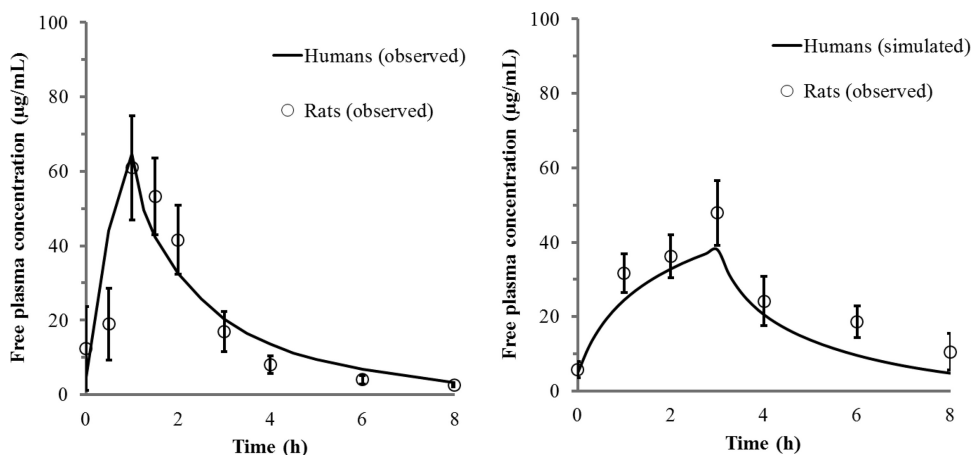 Free plasma concentration (µg/mL)
100
80
60
40
20
0
Humans (observed)
Rats (observed)
0 2 4 6 8
Time (h)
Free plasma concentration (µg/mL)
100
80
60
40
20
0
Humans (simulated)
Rats (observed)
0 2 4 6 8
Time (h)